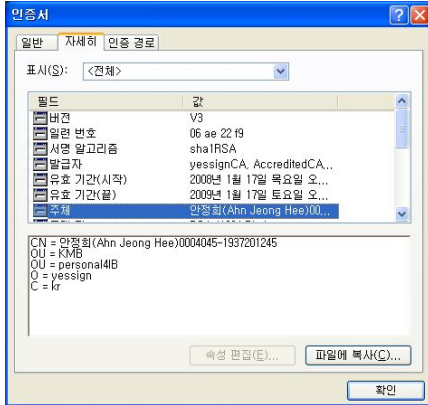 인증서
일반 자세히 인증 경로
표시(S): <전체>
필드 값
버전 V3
일련 번호 06 ae 22 f9
서명 알고리즘 sha1RSA
발급자 yessignCA, AccreditedCA,...
유효 기간(시작) 2008년 1월 17일 목요일 오,...
유효 기간(끝) 2009년 1월 17일 토요일 오,...
주체 안정희(Ahn Jeong Hee)00,...
CN = 안정희(Ahn Jeong Hee)0004045-1937201245
OU = KMB
OU = personal4IB
O = yessign
C = kr
속성 편집(E)... 파일에 복사(C)...
확인